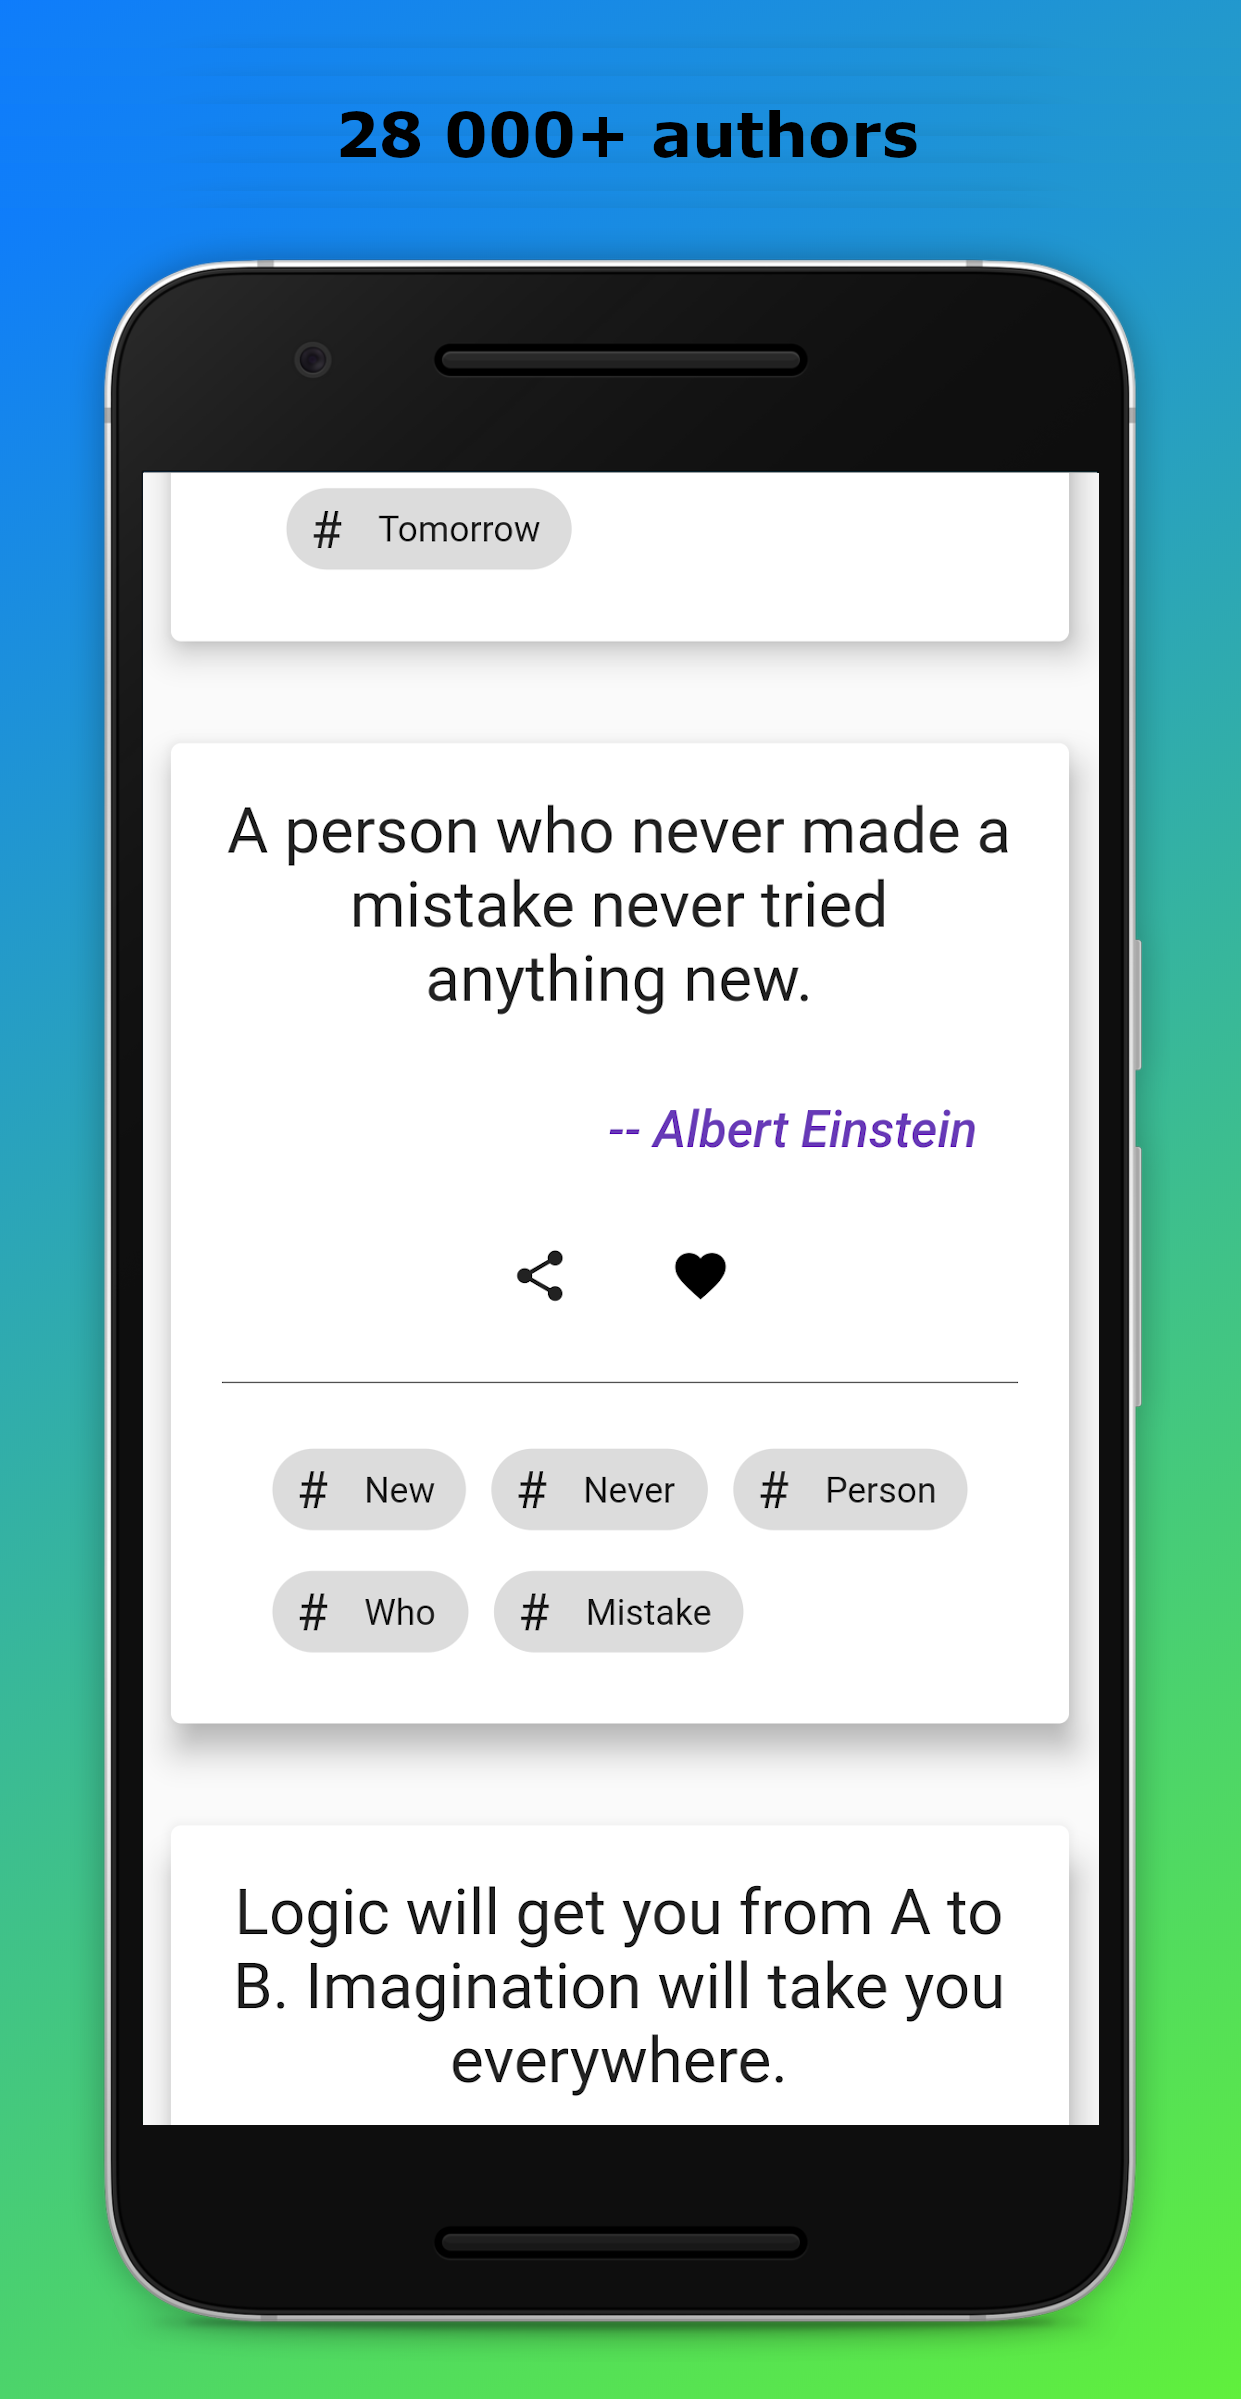 28 000+ authors
# Tomorrow
A person who never made a
mistake never tried
anything new.
-- Albert Einstein
# New # Never # Person
# Who # Mistake
Logic will get you from A to
B. Imagination will take you
everywhere.